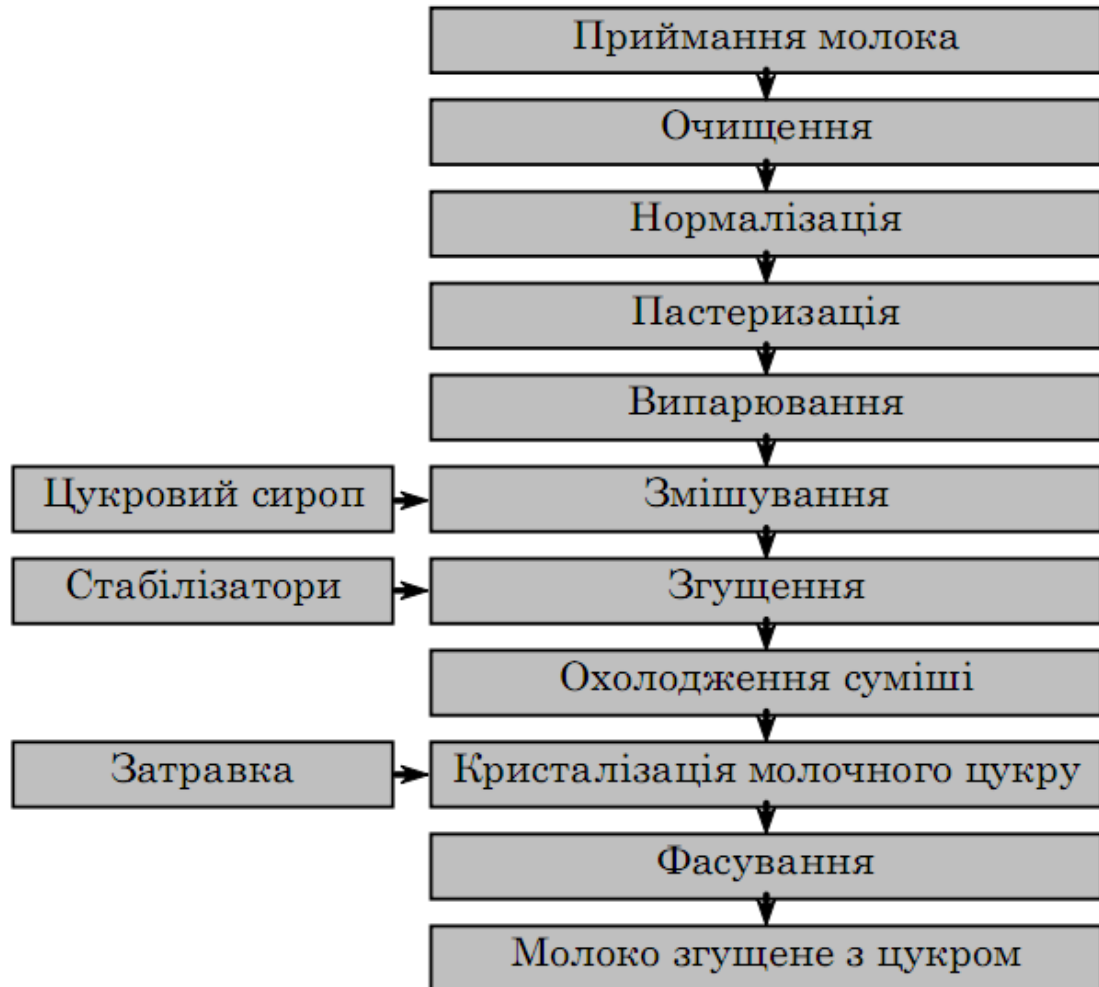 Приймання молока
Очищення
Нормалізація
Пастеризація
Випарювання
Цукровий сироп
Змішування
Стабілізатори
Згущення
Охолодження суміші
Затравка
Кристалізація молочного цукру
Фасування
Молоко згущене з цукром